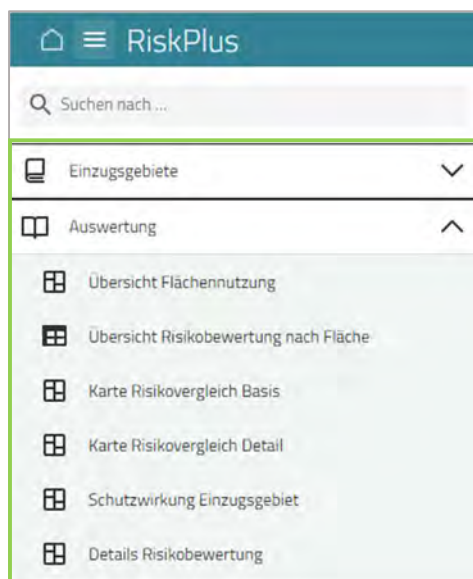 RiskPlus
Suchen nach ...
Einzugsgebiete
Auswertung
Übersicht Flächennutzung
Übersicht Risikobewertung nach Fläche
Karte Risikovergleich Basis
Karte Risikovergleich Detail
Schutzwirkung Einzugsgebiet
Details Risikobewertung